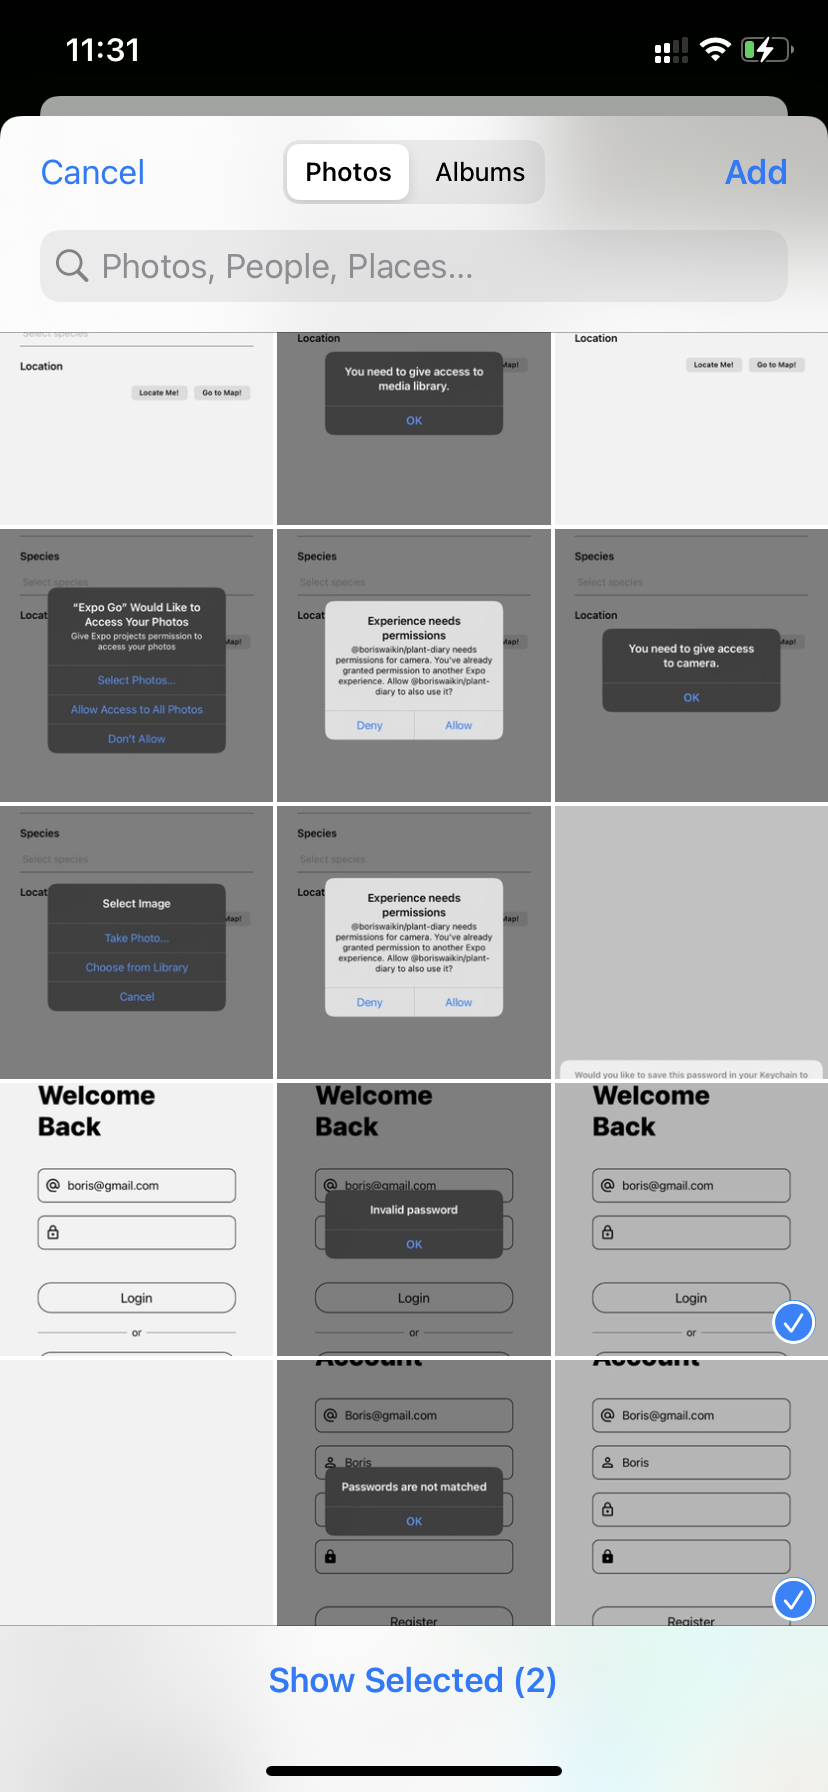 11:31
Cancel
Photos
Albums
Add
Photos, People, Places...
Select species
Location
Locate Me!
Go to Map!
Location
Map!
You need to give access to
media library.
OK
Location
Locate Me!
Go to Map!
Species
Select species
Locat
Map!
“Expo Go” Would Like to
Access Your Photos
Give Expo projects permission to
access your photos
Select Photos...
Allow Access to All Photos
Don't Allow
Species
Select species
Locat
Map!
Experience needs
permissions
@boriswaikin/plant-diary needs
permissions for camera. You've already
granted permission to another Expo
experience. Allow @boriswaikin/plant-
diary to also use it?
Deny
Allow
Species
Select species
Location
Map!
You need to give access
to camera.
OK
Species
Select species
Locat
Map!
Select Image
Take Photo...
Choose from Library
Cancel
Species
Select species
Locat
Map!
Experience needs
permissions
@boriswaikin/plant-diary needs
permissions for camera. You've already
granted permission to another Expo
experience. Allow @boriswaikin/plant-
diary to also use it?
Deny
Allow
Would you like to save this password in your Keychain to
Welcome
Back
boris@gmail.com
Login
or
Welcome
Back
boris@gmail.com
Invalid password
OK
Login
or
Welcome
Back
boris@gmail.com
Login
or
Account
Boris@gmail.com
Boris
Passwords are not matched
OK
Register
Account
Boris@gmail.com
Boris
Register
Show Selected (2)